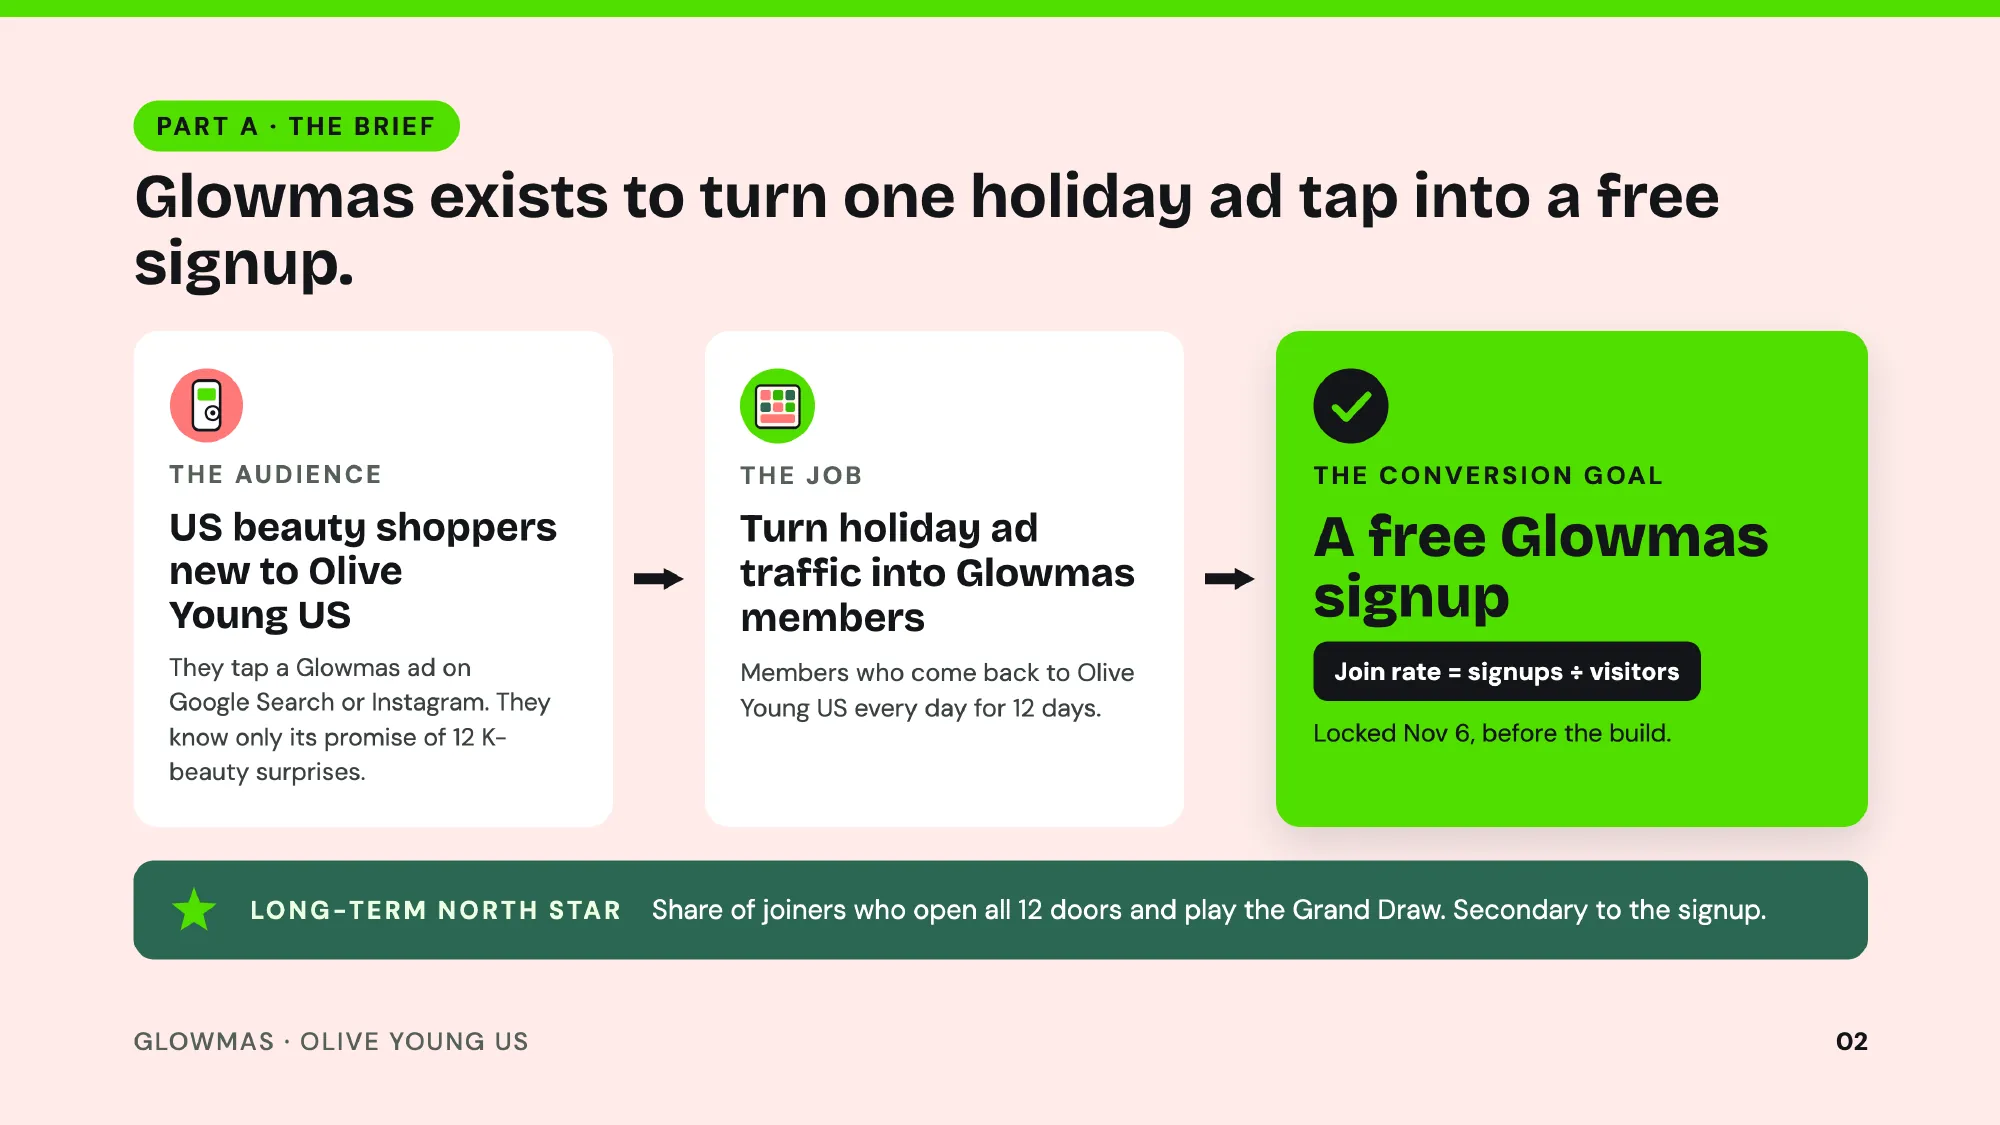 PART A · THE BRIEF
Glowmas exists to turn one holiday ad tap into a free
signup.
THE AUDIENCE
US beauty shoppers
new to Olive
Young US
They tap a Glowmas ad on
Google Search or Instagram. They
know only its promise of 12 K-
beauty surprises.
THE JOB
Turn holiday ad
traffic into Glowmas
members
Members who come back to Olive
Young US every day for 12 days.
THE CONVERSION GOAL
A free Glowmas
signup
Join rate = signups ÷ visitors
Locked Nov 6, before the build.
LONG-TERM NORTH STAR Share of joiners who open all 12 doors and play the Grand Draw. Secondary to the signup.
GLOWMAS · OLIVE YOUNG US
02